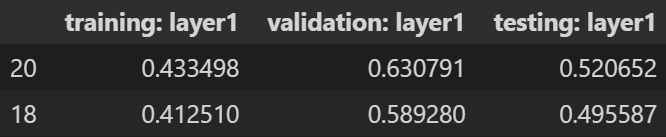 training: layer1 validation: layer1 testing: layer1
20 0.433498 0.630791 0.520652
18 0.412510 0.589280 0.495587